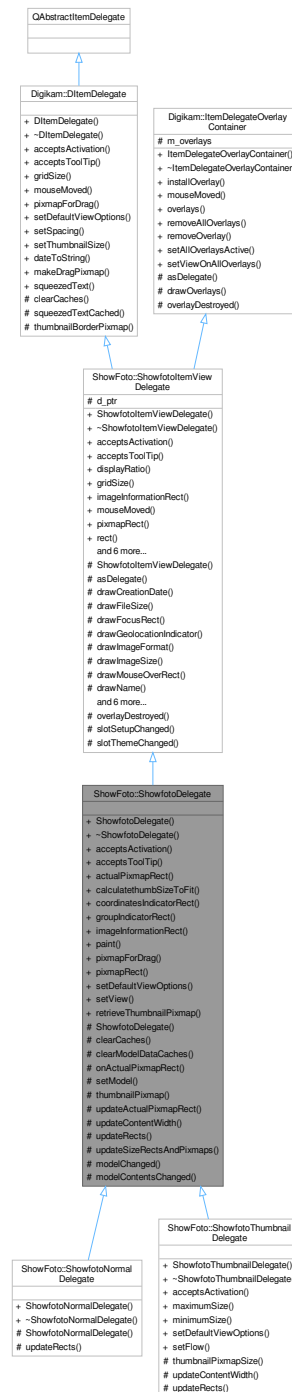 QAbstractItemDelegate
Digikam::DItemDelegate
+ DItemDelegate()
+ ~DItemDelegate()
+ acceptsActivation()
+ acceptsToolTip()
+ gridSize()
+ mouseMoved()
+ pixmapForDrag()
+ setDefaultViewOptions()
+ setSpacing()
+ setThumbnailSize()
+ dateToString()
+ makeDragPixmap()
+ squeezedText()
# clearCaches()
# squeezedTextCached()
# thumbnailBorderPixmap()
Digikam::ItemDelegateOverlay
Container
# m_overlays
+ ItemDelegateOverlayContainer()
+ ~ItemDelegateOverlayContainer
+ installOverlay()
+ mouseMoved()
+ overlays()
+ removeAllOverlays()
+ removeOverlay()
+ setAllOverlaysActive()
+ setViewOnAllOverlays()
# asDelegate()
# drawOverlays()
# overlayDestroyed()
ShowFoto::ShowfotoItemView
Delegate
# d_ptr
+ ShowfotoItemViewDelegate()
+ ~ShowfotoItemViewDelegate()
+ acceptsActivation()
+ acceptsToolTip()
+ displayRatio()
+ gridSize()
+ imageInformationRect()
+ mouseMoved()
+ pixmapRect()
+ rect()
and 6 more...
# ShowfotoItemViewDelegate()
# asDelegate()
# drawCreationDate()
# drawFileSize()
# drawFocusRect()
# drawGeolocationIndicator()
# drawImageFormat()
# drawImageSize()
# drawMouseOverRect()
# drawName()
and 6 more...
# overlayDestroyed()
# slotSetupChanged()
# slotThemeChanged()
ShowFoto::ShowfotoDelegate
+ ShowfotoDelegate()
+ ~ShowfotoDelegate()
+ acceptsActivation()
+ acceptsToolTip()
+ actualPixmapRect()
+ calculatethumbSizeToFit()
+ coordinatesIndicatorRect()
+ groupIndicatorRect()
+ imageInformationRect()
+ paint()
+ pixmapForDrag()
+ pixmapRect()
+ setDefaultViewOptions()
+ setView()
+ retrieveThumbnailPixmap()
# ShowfotoDelegate()
# clearCaches()
# clearModelDataCaches()
# onActualPixmapRect()
# setModel()
# thumbnailPixmap()
# updateActualPixmapRect()
# updateContentWidth()
# updateRects()
# updateSizeRectsAndPixmaps()
# modelChanged()
# modelContentsChanged()
ShowFoto::ShowfotoNormal
Delegate
+ ShowfotoNormalDelegate()
+ ~ShowfotoNormalDelegate()
# ShowfotoNormalDelegate()
# updateRects()
ShowFoto::ShowfotoThumbnail
Delegate
+ ShowfotoThumbnailDelegate()
+ ~ShowfotoThumbnailDelegate
+ acceptsActivation()
+ maximumSize()
+ minimumSize()
+ setDefaultViewOptions()
+ setFlow()
# thumbnailPixmapSize()
# updateContentWidth()
# updateRects()